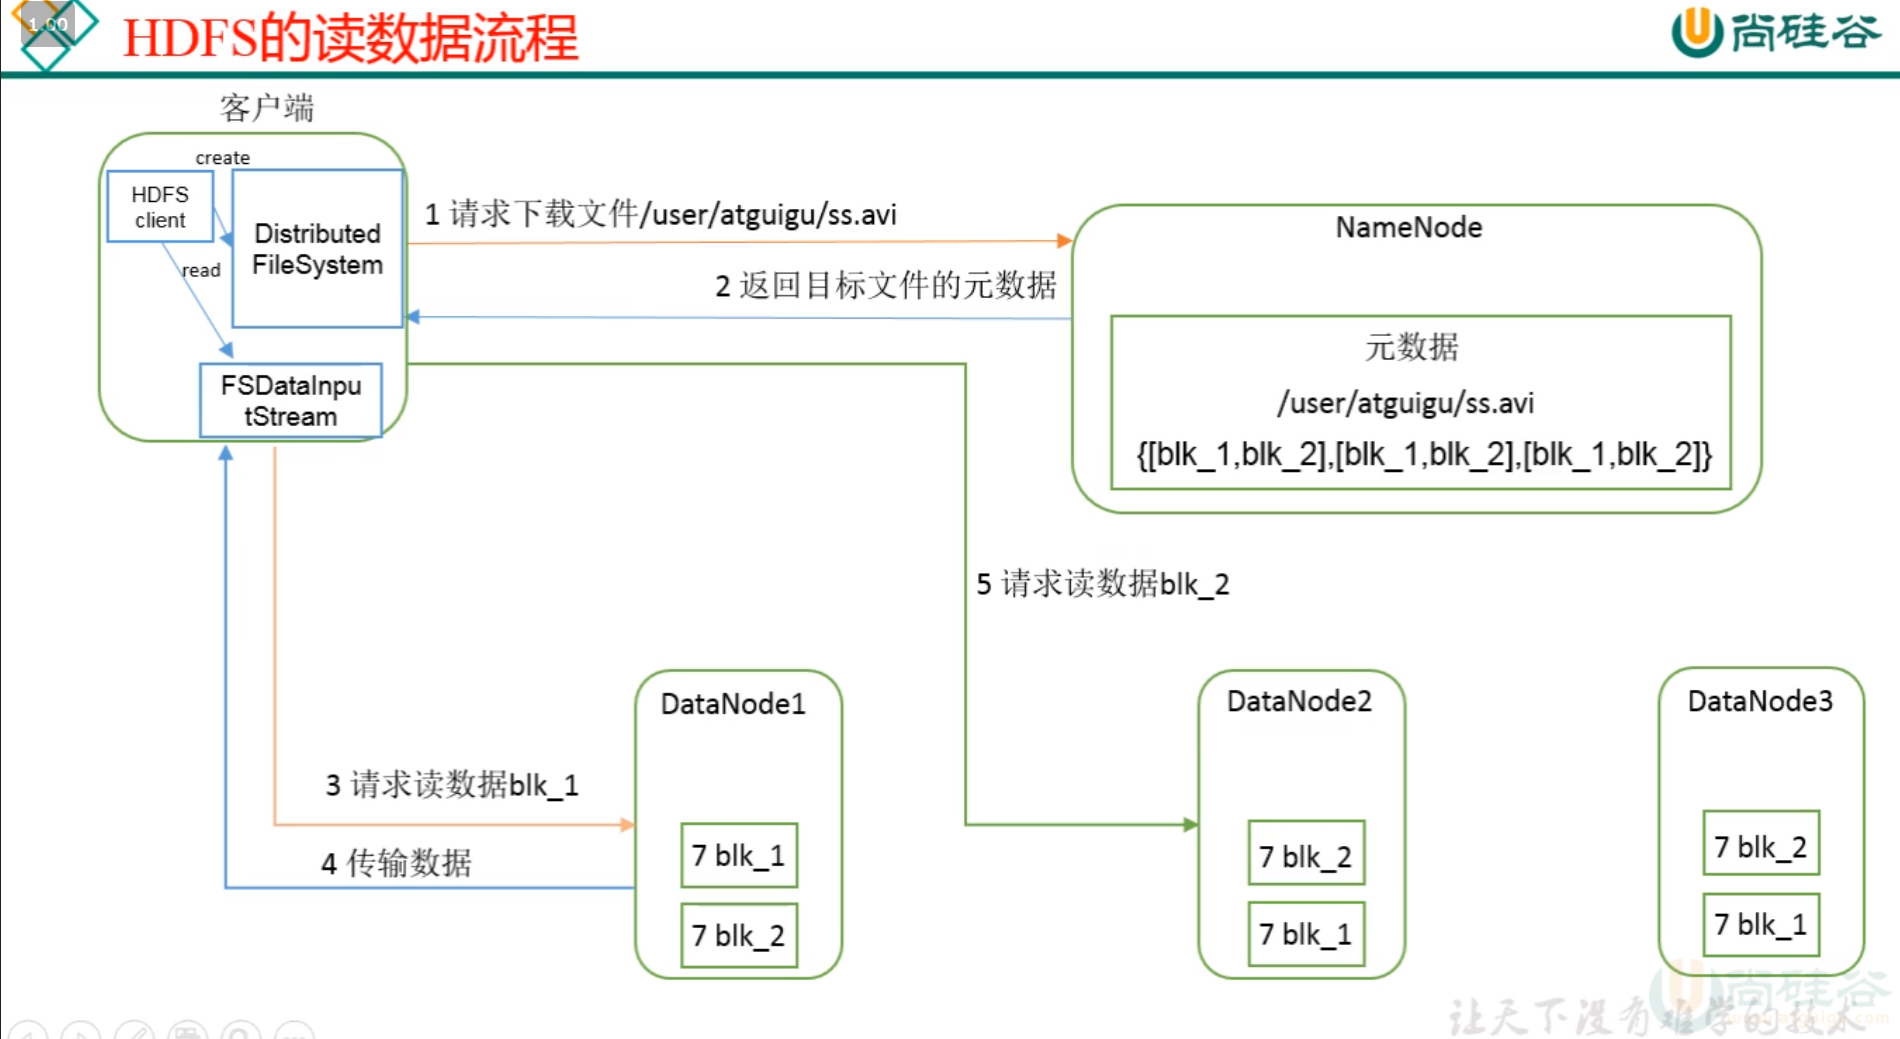 1.00
HDFS的读数据流程
尚硅谷
客户端
create
HDFS
client
Distributed
FileSystem
read
FSDataInpu
tStream
1 请求下载文件/user/atguigu/ss.avi
2 返回目标文件的元数据
NameNode
元数据
/user/atguigu/ss.avi
{[blk_1,blk_2],[blk_1,blk_2],[blk_1,blk_2]}
5 请求读数据blk_2
3 请求读数据blk_1
4 传输数据
DataNode1
7 blk_1
7 blk_2
DataNode2
7 blk_2
7 blk_1
DataNode3
7 blk_2
7 blk_1
尚硅谷
让天下没有难学的技术